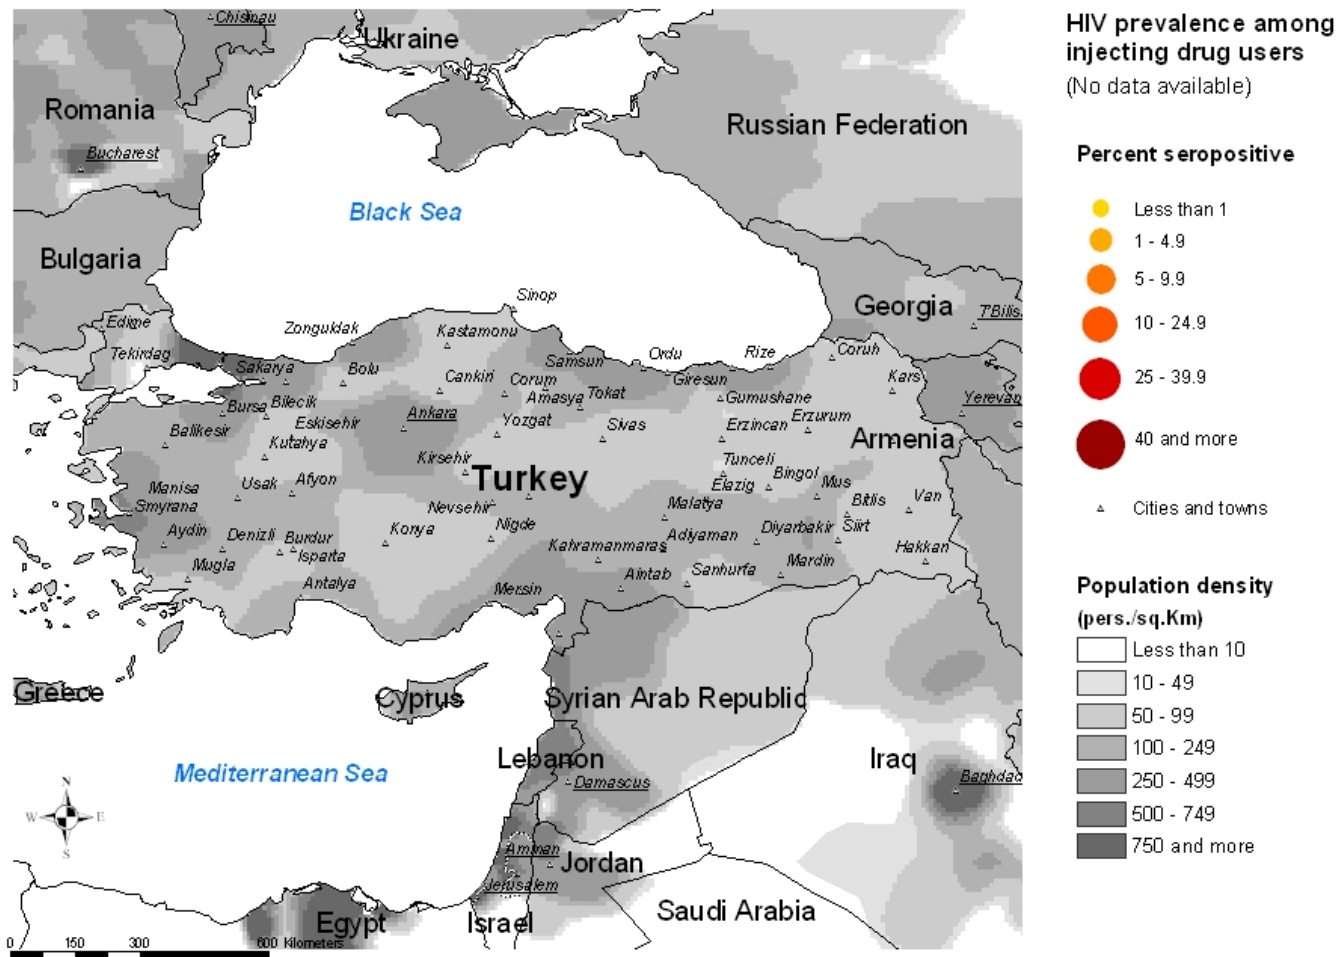 HIV prevalence among
injecting drug users
(No data available)
Percent seropositive
Less than 1
1 - 4.9
5 - 9.9
10 - 24.9
25 - 39.9
40 and more
Cities and towns
Population density
(pers./sq.Km)
Less than 10
10 - 49
50 - 99
100 - 249
250 - 499
500 - 749
750 and more
Chisinau
Ukraine
Romania
Bucharest
Russian Federation
Black Sea
Bulgaria
Georgia
T'Bilis
Sinop
Edirne
Zonguldak
Kastamonu
Tekirdag
Sakarya
Bolu
Samsun
Ordu
Rize
Coruh
Cankiri
Corum
Giresun
Kars
Amasya
Tokat
Gumushane
Yerevan
Bursa
Bilecik
Ankara
Eskisehir
Yozgat
Sivas
Erzincan
Erzurum
Balikesir
Kutahya
Armenia
Kirsehir
Turkey
Tunceli
Elazig
Bingol
Mus
Manisa
Usak
Afyon
Smyrana
Nevsehir
Malatya
Bitlis
Van
Aydin
Denizli
Burdur
Isparta
Konya
Nigde
Kahramanmaras
Adiyaman
Diyarbakir
Siirt
Hakkari
Mugla
Antalya
Mersin
Aintab
Sanhurfa
Mardin
Greece
Cyprus
Syrian Arab Republic
Lebanon
Damascus
Iraq
Baghdad
Mediterranean Sea
N
W
E
S
Amman
Jordan
Jerusalem
Egypt
Israel
Saudi Arabia
0 150 300 600 Kilometers